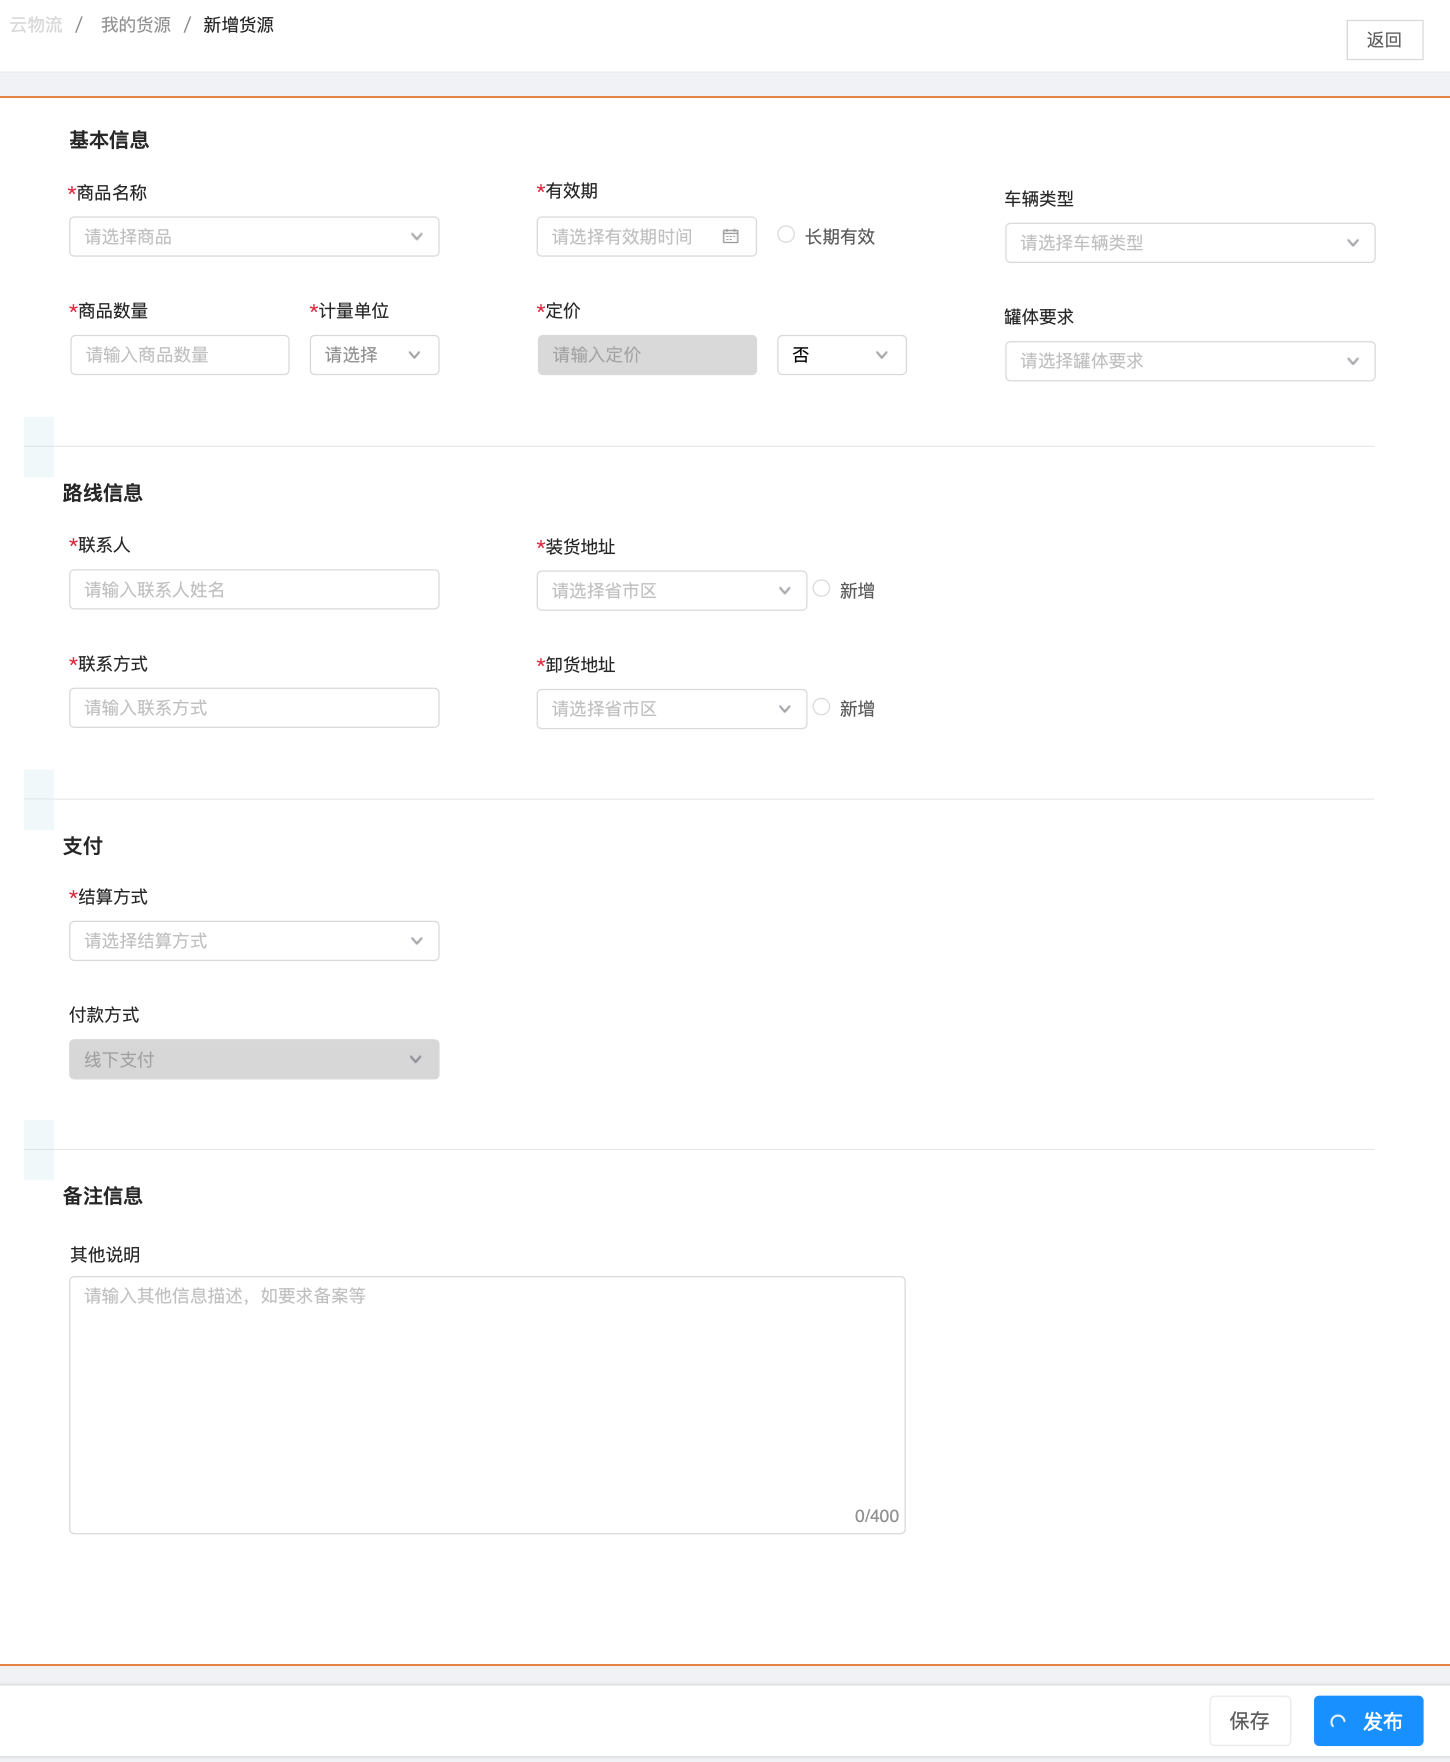 云物流 / 我的货源 / 新增货源
返回
基本信息
*商品名称
*有效期
车辆类型
请选择商品
请选择有效期时间
长期有效
请选择车辆类型
*商品数量
*计量单位
*定价
罐体要求
请输入商品数量
请选择
请输入定价
否
请选择罐体要求
路线信息
*联系人
*装货地址
请输入联系人姓名
请选择省市区
新增
*联系方式
*卸货地址
请输入联系方式
请选择省市区
新增
支付
*结算方式
请选择结算方式
付款方式
线下支付
备注信息
其他说明
请输入其他信息描述，如要求备案等
0/400
保存
发布